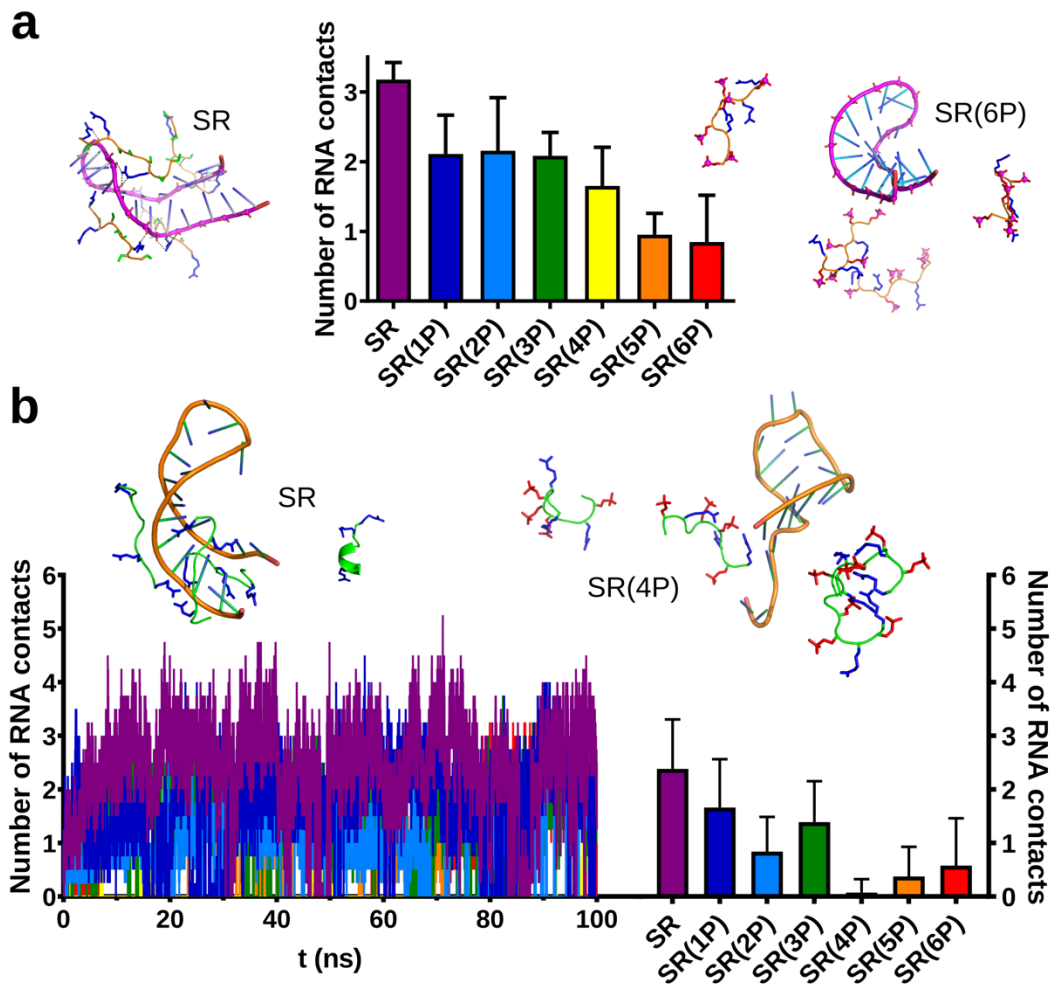 a
SR
Number of RNA contacts
3
2
1
0
SR
SR(1P)
SR(2P)
SR(3P)
SR(4P)
SR(5P)
SR(6P)
SR(6P)
b
SR
SR(4P)
Number of RNA contacts
6
5
4
3
2
1
0
0
20
40
60
80
100
t (ns)
6
5
4
3
2
1
0
Number of RNA contacts
SR
SR(1P)
SR(2P)
SR(3P)
SR(4P)
SR(5P)
SR(6P)